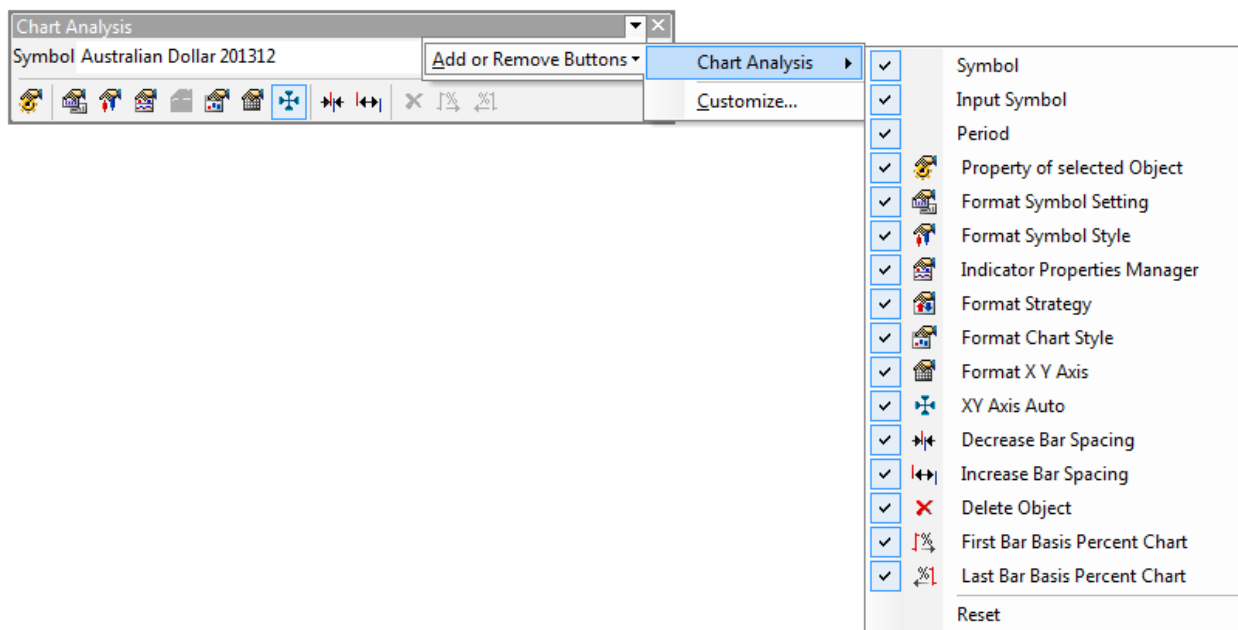 Chart Analysis
Symbol Australian Dollar 201312
Add or Remove Buttons
Chart Analysis
Customize...
Symbol
Input Symbol
Period
Property of selected Object
Format Symbol Setting
Format Symbol Style
Indicator Properties Manager
Format Strategy
Format Chart Style
Format X Y Axis
XY Axis Auto
Decrease Bar Spacing
Increase Bar Spacing
Delete Object
First Bar Basis Percent Chart
Last Bar Basis Percent Chart
Reset